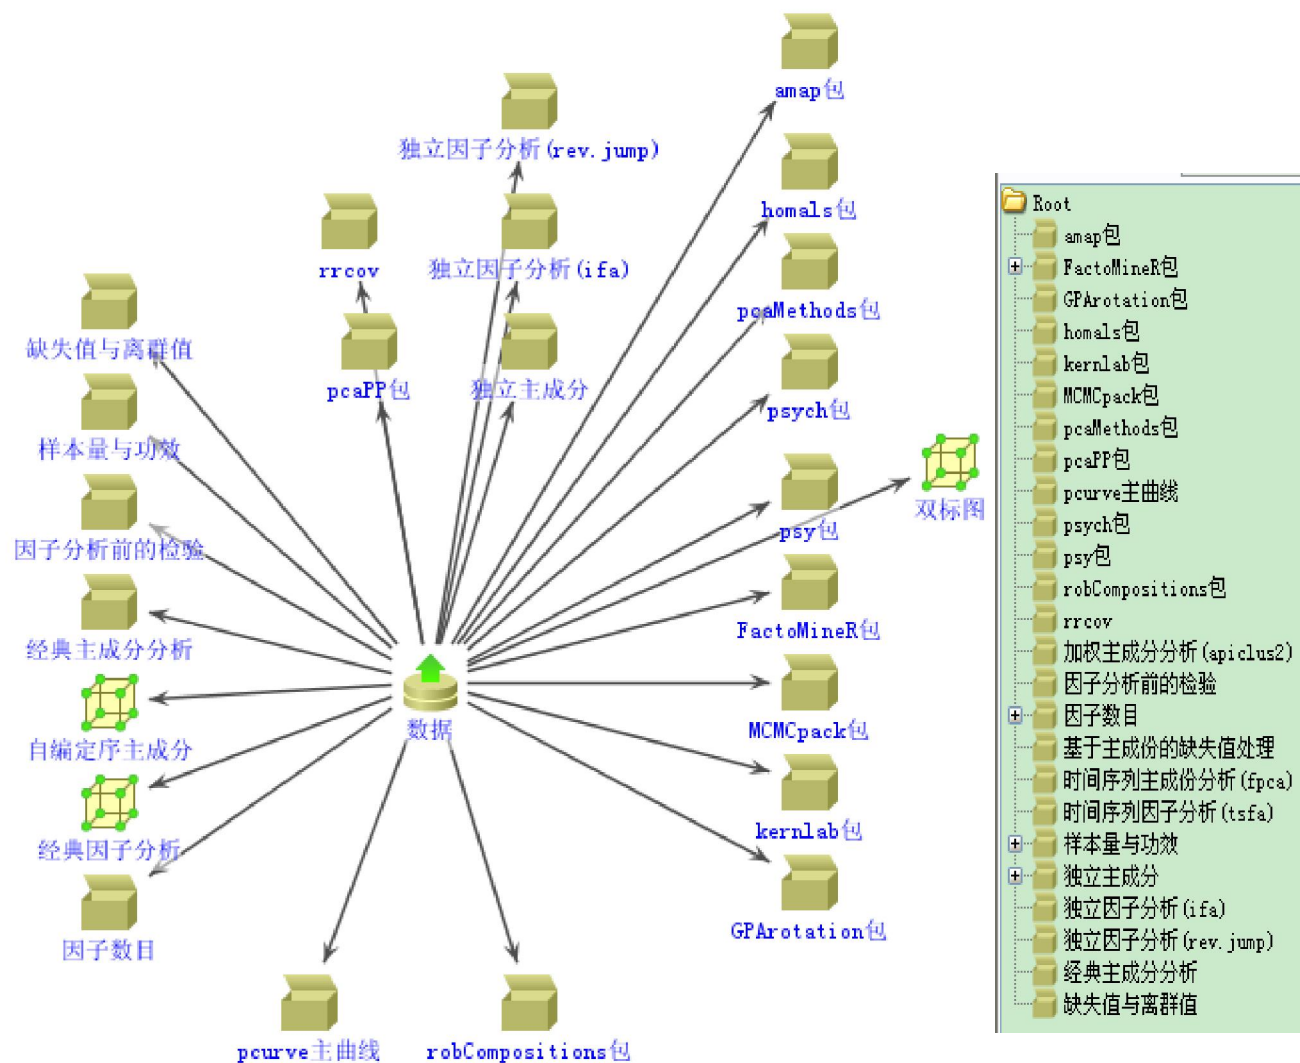 amap包
独立因子分析(rev.jump)
homals包
rrcov
独立因子分析(ifa)
pcaMethods包
缺失值与离群值
pcaPP包
独立主成分
psych包
样本量与功效
双标图
psy包
因子分析前的检验
FactoMineR包
经典主成分分析
数据
MCMCpack包
自编定序主成分
kernlab包
经典因子分析
GPArotation包
因子数目
pcurve主曲线
robCompositions包
Root
amap包
FactoMineR包
GPArotation包
homals包
kernlab包
MCMCpack包
pcaMethods包
pcaPP包
pcurve主曲线
psych包
psy包
robCompositions包
rrcov
加权主成分分析(apiclus2)
因子分析前的检验
因子数目
基于主成份的缺失值处理
时间序列主成份分析(fpca)
时间序列因子分析(tsfa)
样本量与功效
独立主成分
独立因子分析(ifa)
独立因子分析(rev.jump)
经典主成分分析
缺失值与离群值